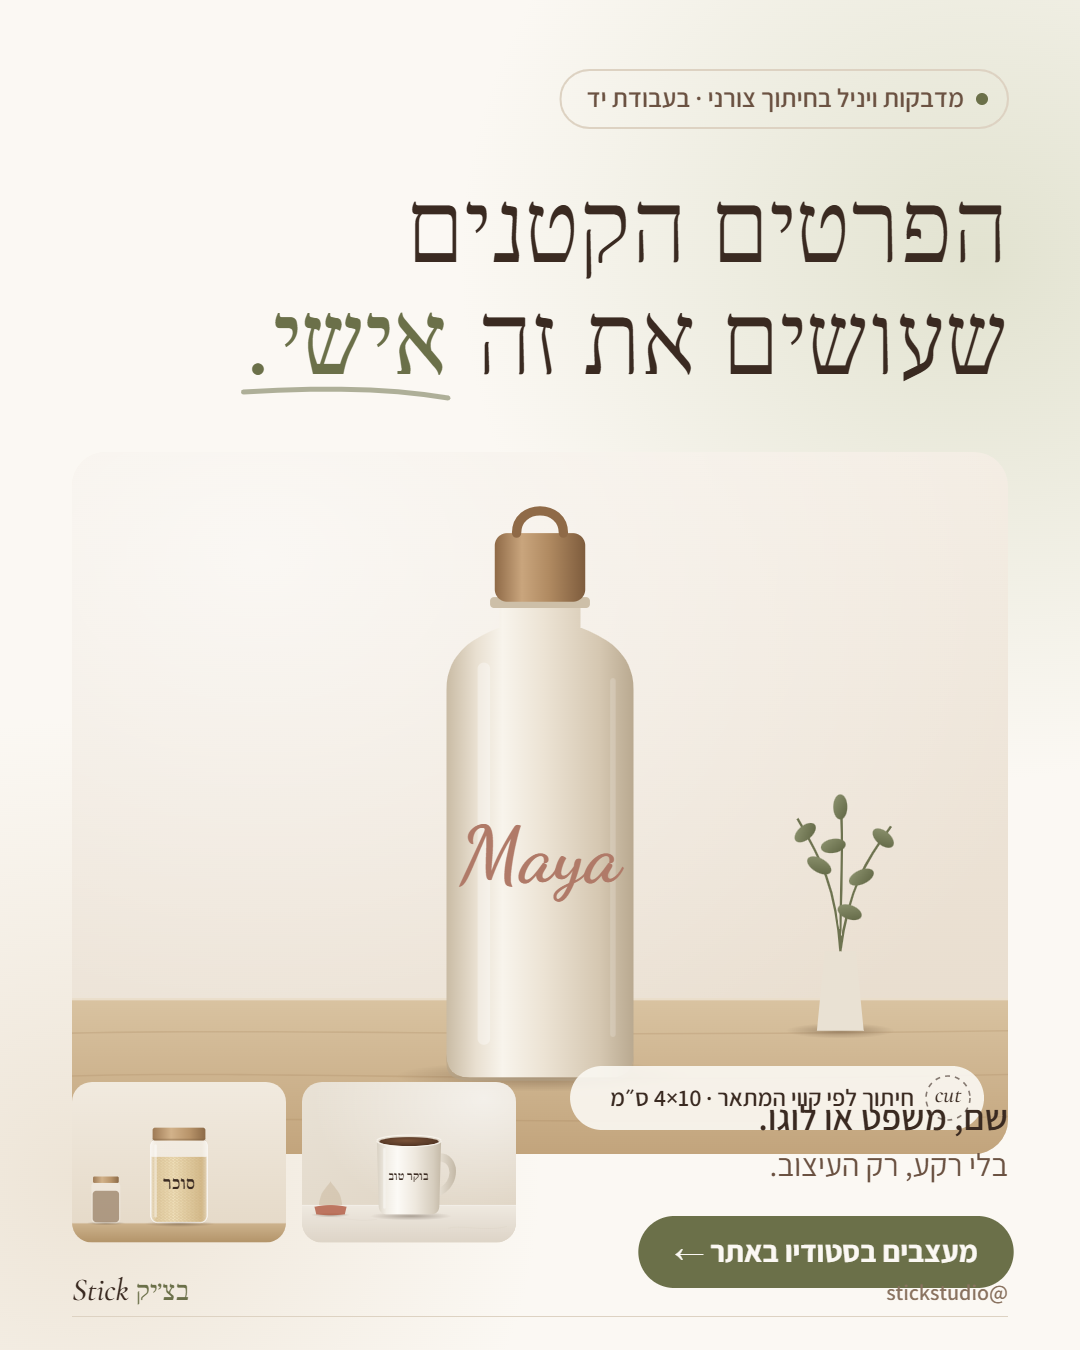 מדבקות ויניל בחיתוך צורני · בעבודת יד
הפרטים הקטנים
שעושים את זה אישי.
Maya
cut
חיתוך לפי קווי המתאר · 10×4 ס״מ
שם, משפט או לוגו.
בלי רקע, רק העיצוב.
סוכר
בוקר טוב
מעצבים בסטודיו באתר ←
Stick בצ׳יק
@stickstudio